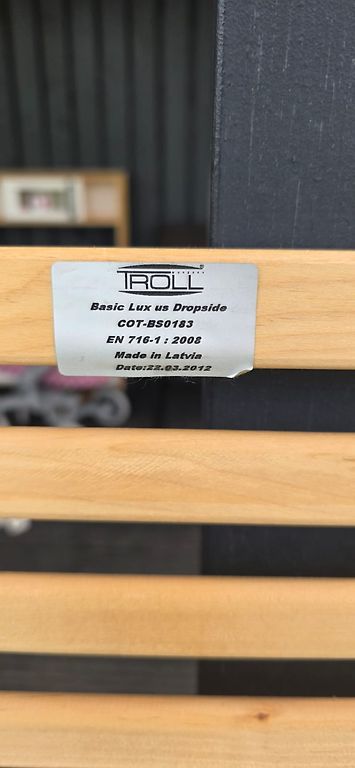 TROLL
Basic Lux us Dropside
COT-BS0183
EN 716-1 : 2008
Made in Latvia
Date:22.03.2012